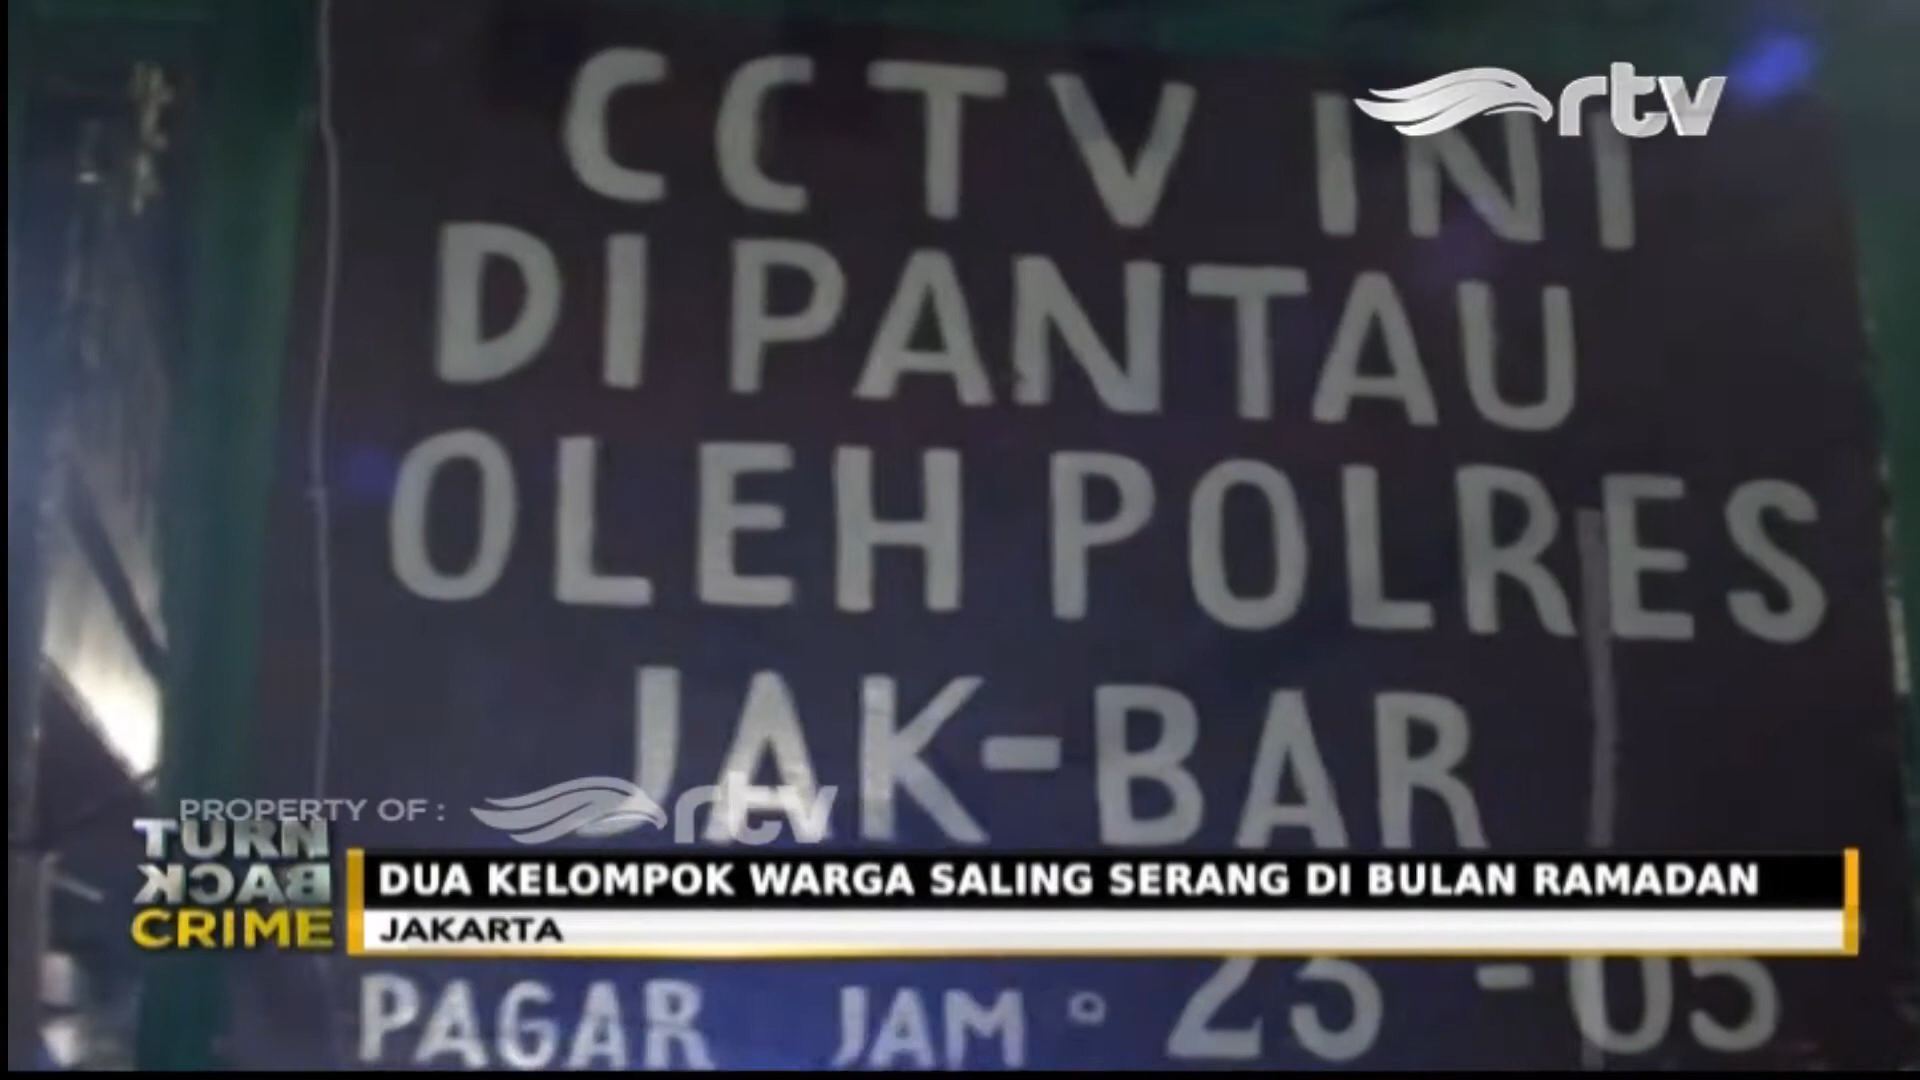 CCTV INI
rtv
DI PANTAU
OLEH POLRES
JAK-BAR
PROPERTY OF : rtv
TURN
BACK
CRIME
DUA KELOMPOK WARGA SALING SERANG DI BULAN RAMADAN
JAKARTA
PAGAR JAM 23 - 05